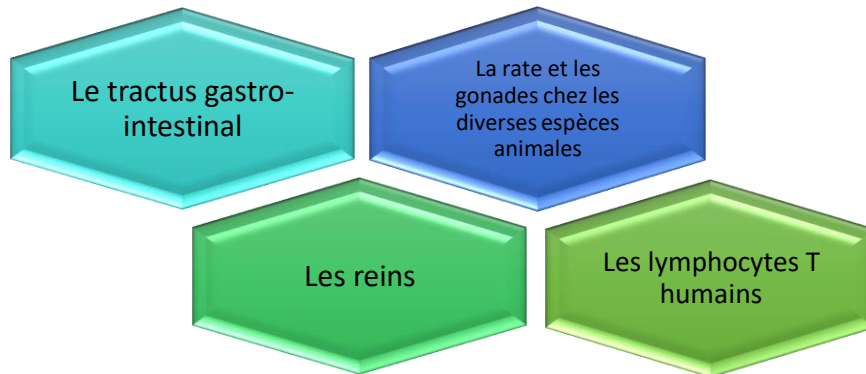 Le tractus gastro-
intestinal
La rate et les
gonades chez les
diverses espèces
animales
Les reins
Les lymphocytes T
humains